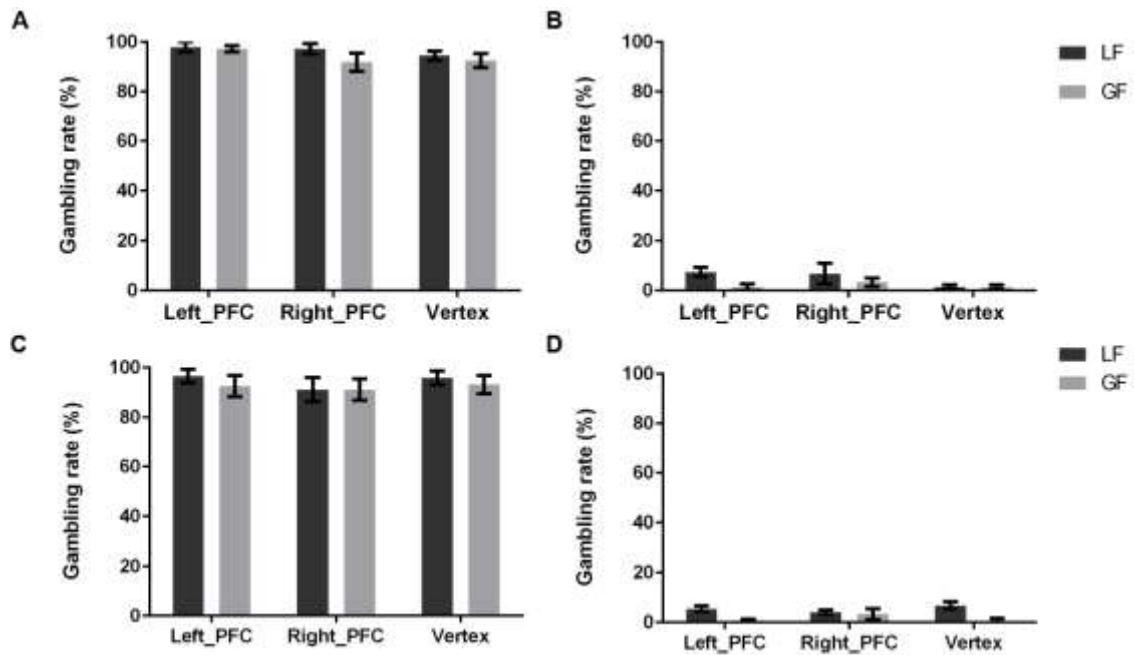 A
Gambling rate (%)
100
80
60
40
20
0
Left_PFC Right_PFC Vertex
B
Gambling rate (%)
100
80
60
40
20
0
Left_PFC Right_PFC Vertex
LF
GF
C
Gambling rate (%)
100
80
60
40
20
0
Left_PFC Right_PFC Vertex
D
Gambling rate (%)
100
80
60
40
20
0
Left_PFC Right_PFC Vertex
LF
GF